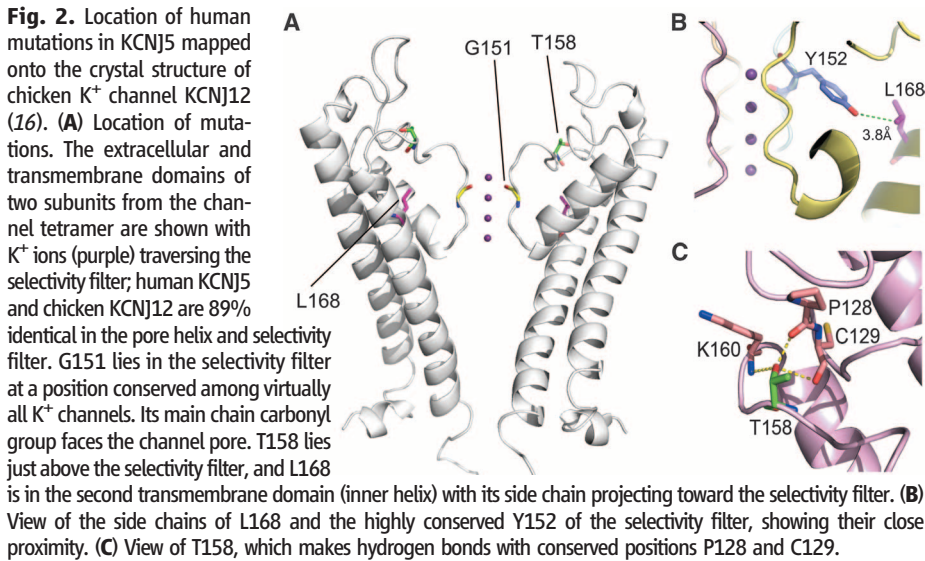 Fig. 2. Location of human
mutations in KCNJ5 mapped
onto the crystal structure of
chicken K+ channel KCNJ12
(16). (A) Location of muta-
tions. The extracellular and
transmembrane domains of
two subunits from the chan-
nel tetramer are shown with
K+ ions (purple) traversing the
selectivity filter; human KCNJ5
and chicken KCNJ12 are 89%
identical in the pore helix and selectivity
filter. G151 lies in the selectivity filter
at a position conserved among virtually
all K+ channels. Its main chain carbonyl
group faces the channel pore. T158 lies
just above the selectivity filter, and L168
is in the second transmembrane domain (inner helix) with its side chain projecting toward the selectivity filter. (B)
View of the side chains of L168 and the highly conserved Y152 of the selectivity filter, showing their close
proximity. (C) View of T158, which makes hydrogen bonds with conserved positions P128 and C129.
A
G151
T158
L168
B
Y152
L168
3.8Å
C
P128
C129
K160
T158